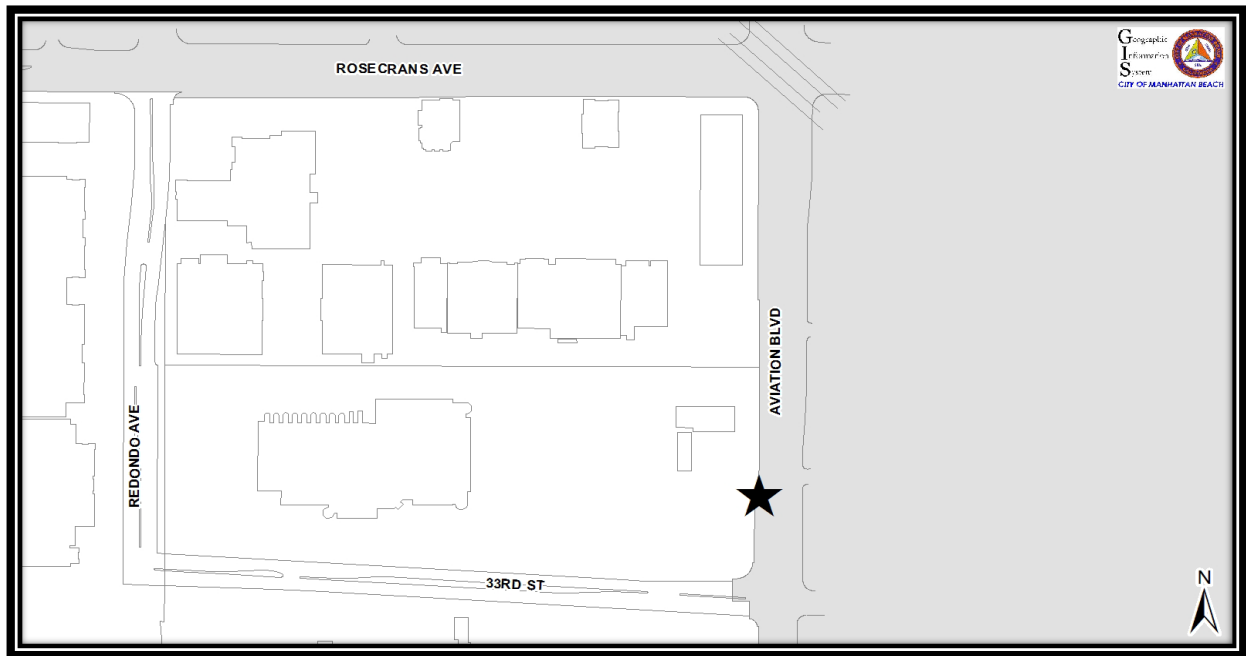 Geographic
Information
System
CITY OF MANHATTAN BEACH
ROSECRANS AVE
AVIATION BLVD
REDONDO AVE
33RD ST
N